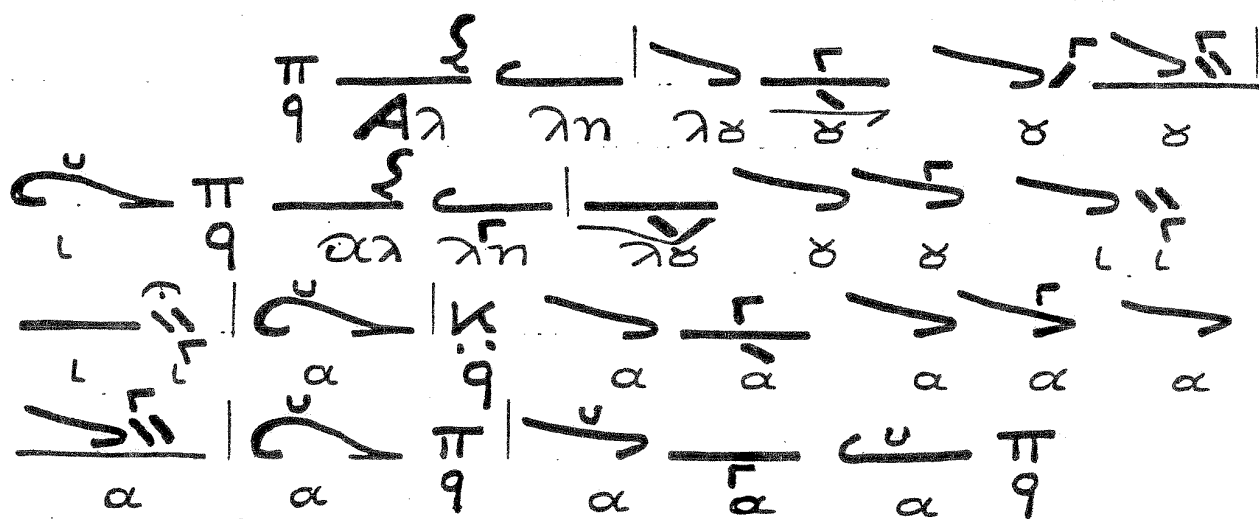 π q Αλ λη λȣ ȣ ȣ ȣ
ι π q αλ λη λȣ ȣ ȣ ι ι
ι ι α Κ q α α α α α
α α π q α α α π q